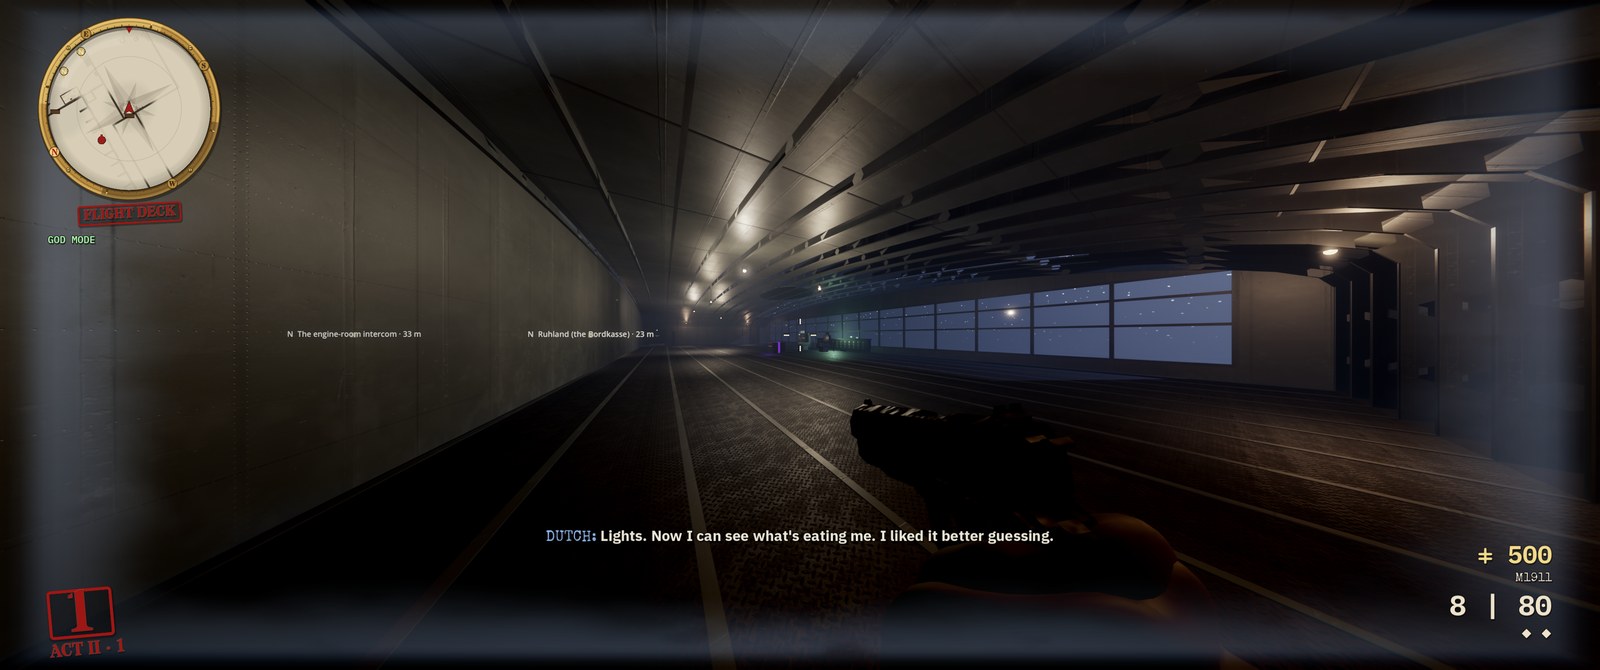 FLIGHT DECK
GOD MODE
N The engine-room intercom · 33 m
N Ruhland (the Bordkasse) · 23 m
DUTCH: Lights. Now I can see what's eating me. I liked it better guessing.
500
M1911
8 | 80
1
ACT II · 1